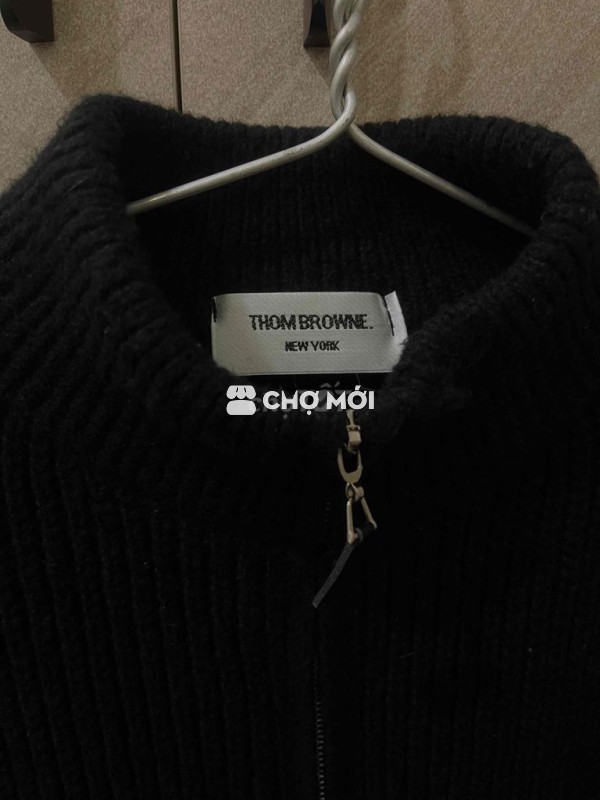 THOM BROWNE.
NEW YORK
CHỢ MỚI